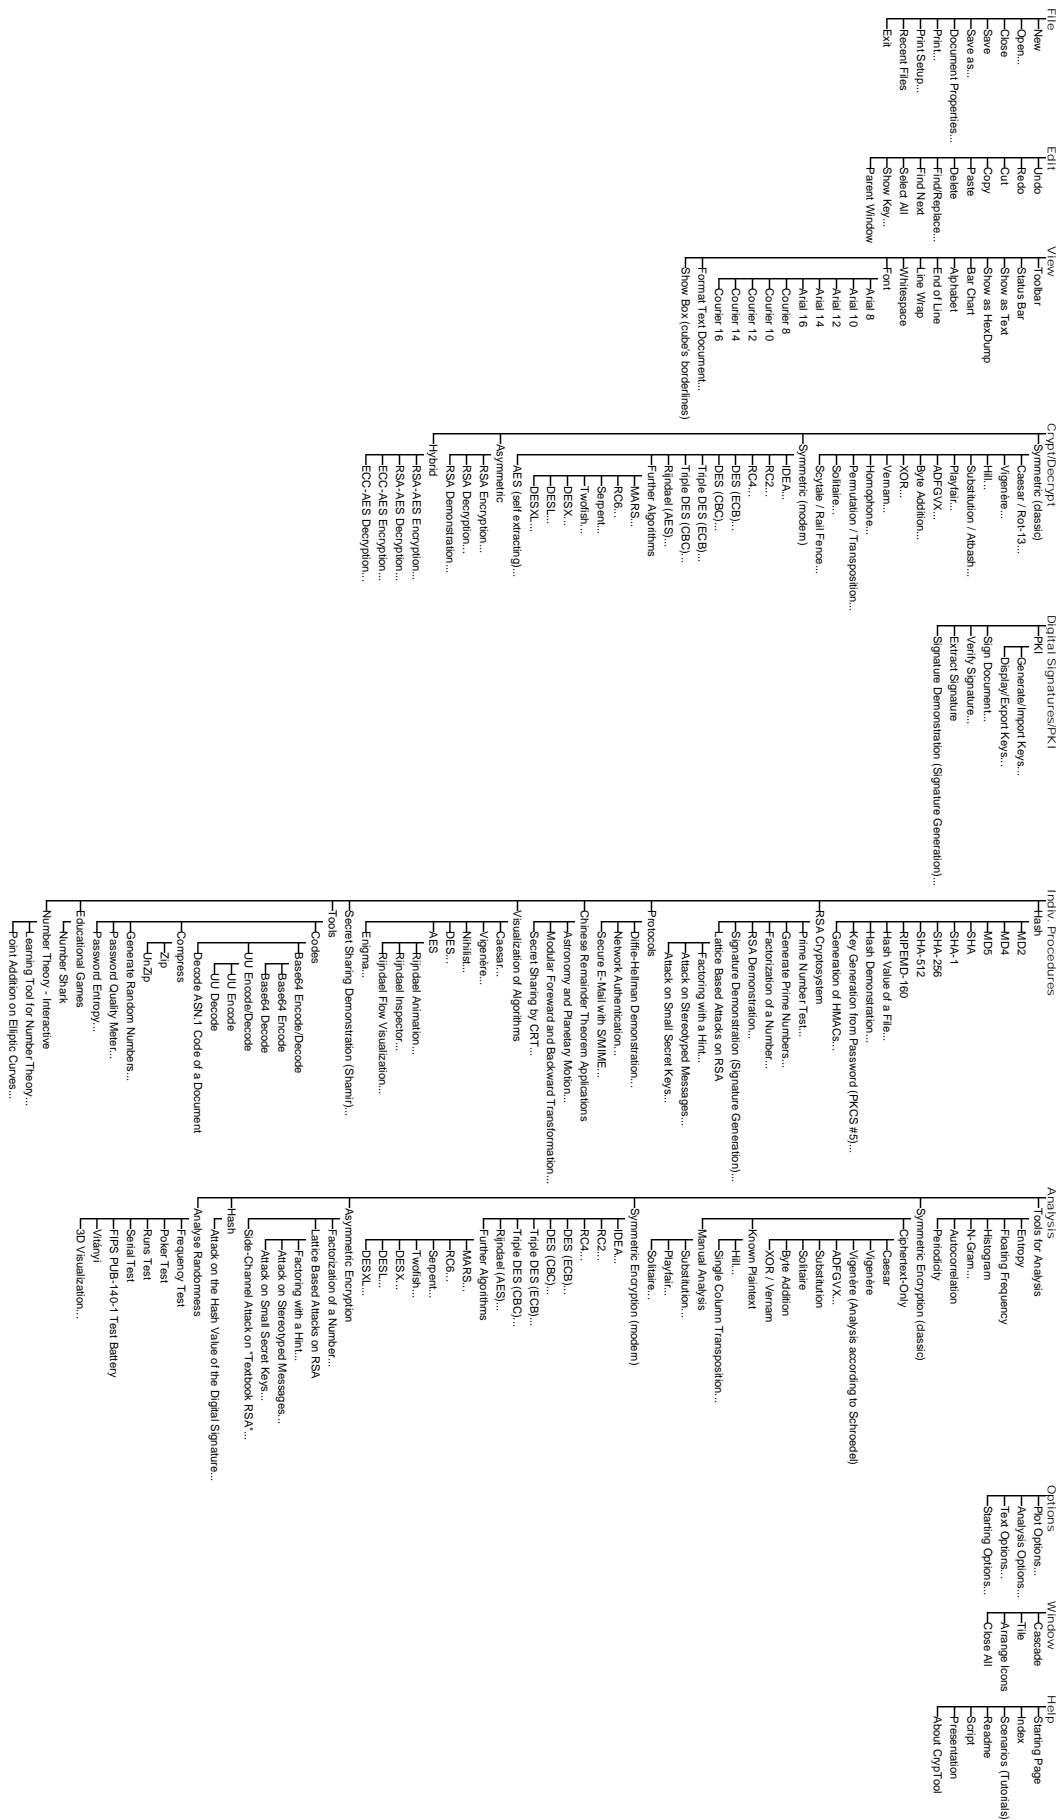 File
New
Open...
Close
Save
Save as...
Document Properties...
Print...
Print Setup...
Recent Files
Exit
Edit
Undo
Redo
Cut
Copy
Paste
Delete
Find/Replace...
Find Next
Select All
Show Key...
Parent Window
View
Toolbar
Status Bar
Show as Text
Show as HexDump
Bar Chart
Alphabet
End of Line
Line Wrap
Whitespace
Font
Arial 8
Arial 10
Arial 12
Arial 14
Arial 16
Courier 8
Courier 10
Courier 12
Courier 14
Courier 16
Format Text Document...
Show Box (cube's borderlines)
Crypt/Decrypt
Symmetric (classic)
Caesar / Rot-13...
Vigenère...
Hill...
Substitution / Atbash...
Playfair...
ADFGVX...
Byte Addition...
XOR...
Vernam...
Homophone...
Permutation / Transposition...
Solitaire...
Scytale / Rail Fence...
Symmetric (modern)
IDEA...
RC2...
RC4...
DES (ECB)...
DES (CBC)...
Triple DES (ECB)...
Triple DES (CBC)...
Rijndael (AES)...
Further Algorithms
MARS...
RC6...
Serpent...
Twofish...
DESX...
DESL...
DESXL...
AES (self extracting)...
Asymmetric
RSA Encryption...
RSA Decryption...
RSA Demonstration...
Hybrid
RSA-AES Encryption...
RSA-AES Decryption...
ECC-AES Encryption...
ECC-AES Decryption...
Digital Signatures/PKI
PKI
Generate/Import Keys...
Display/Export Keys...
Sign Document...
Verify Signature...
Extract Signature
Signature Demonstration (Signature Generation)...
Indiv. Procedures
Hash
MD2
MD4
MD5
SHA
SHA-1
SHA-256
SHA-512
RIPEMD-160
Hash Value of a File...
Hash Demonstration...
Key Generation from Password (PKCS #5)...
Generation of HMACs...
RSA Cryptosystem
Prime Number Test...
Generate Prime Numbers...
Factorization of a Number...
RSA Demonstration...
Signature Demonstration (Signature Generation)...
Lattice Based Attacks on RSA
Factoring with a Hint...
Attack on Stereotyped Messages...
Attack on Small Secret Keys...
Protocols
Diffie-Hellman Demonstration...
Network Authentication...
Secure E-Mail with S/MIME...
Chinese Remainder Theorem Applications
Astronomy and Planetary Motion...
Modular Foreward and Backward Transformation...
Secret Sharing by CRT...
Visualization of Algorithms
Caesar...
Vigenère...
Nihilist...
DES...
AES
Rijndael Animation...
Rijndael Inspector...
Rijndael Flow Visualization...
Enigma...
Secret Sharing Demonstration (Shamir)...
Tools
Codes
Base64 Encode/Decode
Base64 Encode
Base64 Decode
UU Encode/Decode
UU Encode
UU Decode
Decode ASN.1 Code of a Document
Compress
Zip
UnZip
Generate Random Numbers...
Password Quality Meter...
Password Entropy...
Educational Games
Number Shark
Number Theory - Interactive
Learning Tool for Number Theory...
Point Addition on Elliptic Curves...
Analysis
Tools for Analysis
Entropy
Floating Frequency
Histogram
N-Gram...
Autocorrelation
Periodicity
Symmetric Encryption (classic)
Ciphertext-Only
Caesar
Vigenère
Vigenère (Analysis according to Schroedel)
ADFGVX...
Substitution
Solitaire
Byte Addition
XOR / Vernam
Known Plaintext
Hill...
Single Column Transposition...
Manual Analysis
Substitution...
Playfair...
Solitaire...
Symmetric Encryption (modern)
IDEA...
RC2...
RC4...
DES (ECB)...
DES (CBC)...
Triple DES (ECB)...
Triple DES (CBC)...
Rijndael (AES)...
Further Algorithms
MARS...
RC6...
Serpent...
Twofish...
DESX...
DESL...
DESXL...
Asymmetric Encryption
Factorization of a Number...
Lattice Based Attacks on RSA
Factoring with a Hint...
Attack on Stereotyped Messages...
Attack on Small Secret Keys...
Side-Channel Attack on "Textbook RSA"...
Hash
Attack on the Hash Value of the Digital Signature...
Analyse Randomness
Frequency Test
Poker Test
Runs Test
Serial Test
FIPS PUB-140-1 Test Battery
Vitányi
3D Visualization...
Options
Plot Options...
Analysis Options...
Text Options...
Starting Options...
Window
Cascade
Tile
Arrange Icons
Close All
Help
Starting Page
Index
Scenarios (Tutorials)
Readme
Script
Presentation
About CrypTool